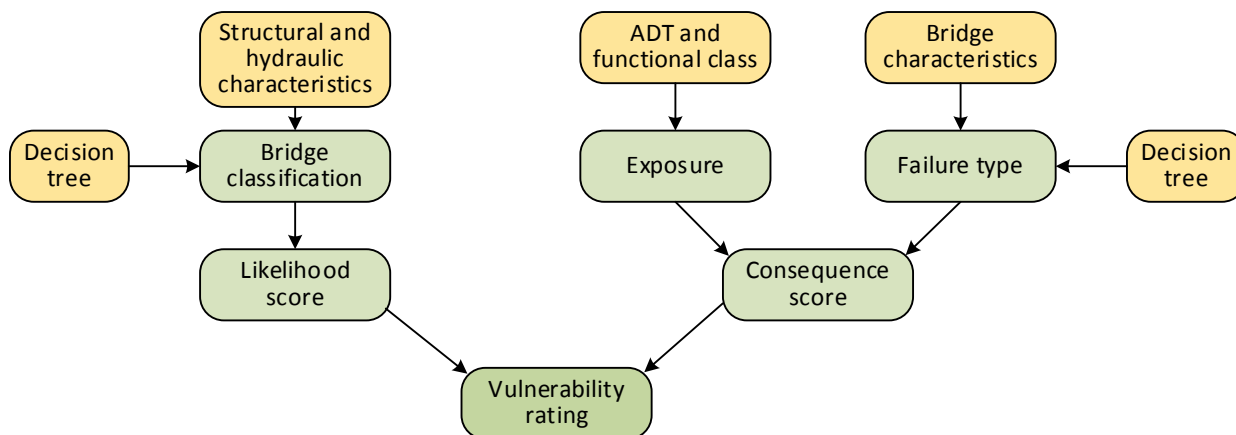 Structural and
hydraulic
characteristics
ADT and
functional class
Bridge
characteristics
Decision
tree
Bridge
classification
Exposure
Failure type
Decision
tree
Likelihood
score
Consequence
score
Vulnerability
rating